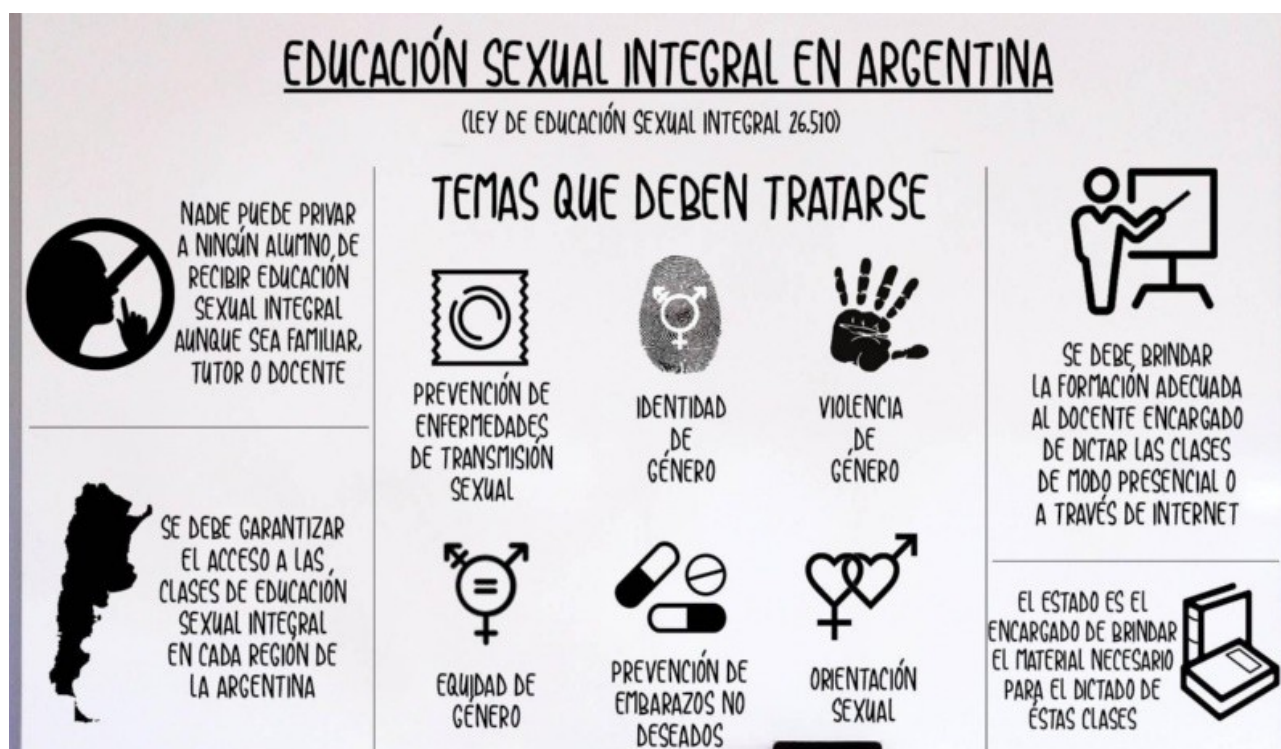 EDUCACIÓN SEXUAL INTEGRAL EN ARGENTINA
(LEY DE EDUCACIÓN SEXUAL INTEGRAL 26.510)
NADIE PUEDE PRIVAR
A NINGÚN ALUMNO, DE
RECIBIR EDUCACIÓN
SEXUAL INTEGRAL
AUNQUE SEA FAMILIAR,
TUTOR O DOCENTE
SE DEBE GARANTIZAR
EL ACCESO A LAS
CLASES DE EDUCACIÓN
SEXUAL INTEGRAL
EN CADA REGIÓN DE
LA ARGENTINA
TEMAS QUE DEBEN TRATARSE
PREVENCIÓN DE
ENFERMEDADES
DE TRANSMISIÓN
SEXUAL
IDENTIDAD
DE
GÉNERO
VIOLENCIA
DE
GÉNERO
EQUIDAD DE
GÉNERO
PREVENCIÓN DE
EMBARAZOS NO
DESEADOS
ORIENTACIÓN
SEXUAL
SE DEBE BRINDAR
LA FORMACIÓN ADECUADA
AL DOCENTE ENCARGADO
DE DICTAR LAS CLASES
DE MODO PRESENCIAL O
A TRAVÉS DE INTERNET
EL ESTADO ES EL
ENCARGADO DE BRINDAR
EL MATERIAL NECESARIO
PARA EL DICTADO DE
ÉSTAS CLASES